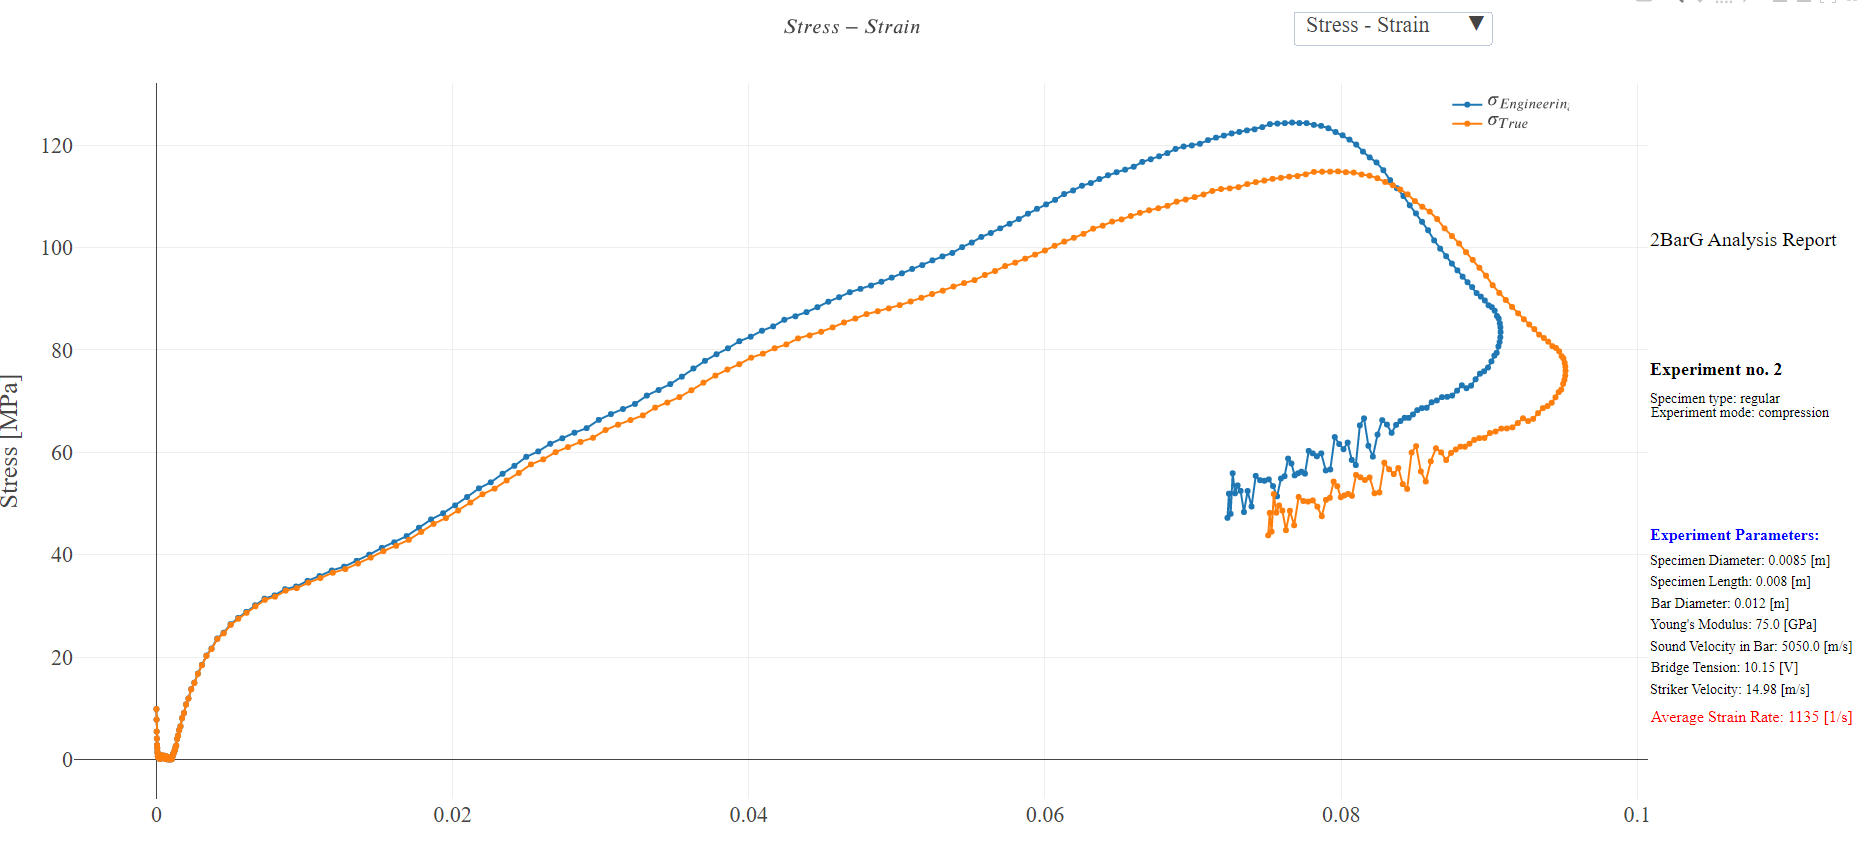 Stress − Strain
Stress - Strain ▼
σ Engineerin
σ True
120
100
80
60
40
20
0
Stress [MPa]
0 0.02 0.04 0.06 0.08 0.1
2BarG Analysis Report
Experiment no. 2
Specimen type: regular
Experiment mode: compression
Experiment Parameters:
Specimen Diameter: 0.0085 [m]
Specimen Length: 0.008 [m]
Bar Diameter: 0.012 [m]
Young's Modulus: 75.0 [GPa]
Sound Velocity in Bar: 5050.0 [m/s]
Bridge Tension: 10.15 [V]
Striker Velocity: 14.98 [m/s]
Average Strain Rate: 1135 [1/s]